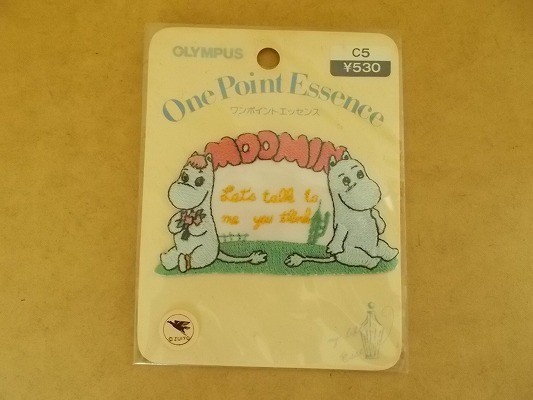 OLYMPUS
C5
¥530
One Point Essence
ワンポイントエッセンス
MOOMIN
Let's talk to
me you think
© ZUIYO